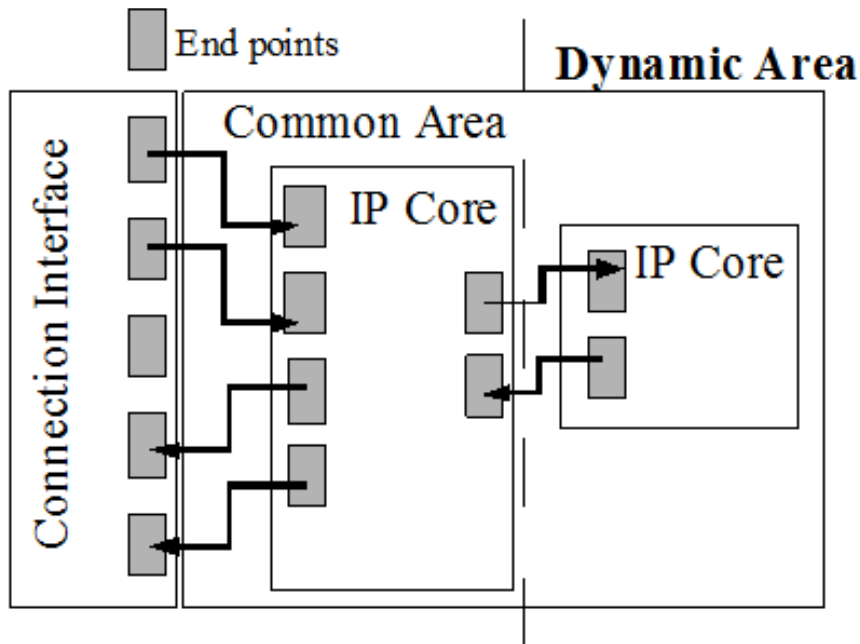 End points
Dynamic Area
Connection Interface
Common Area
IP Core
IP Core